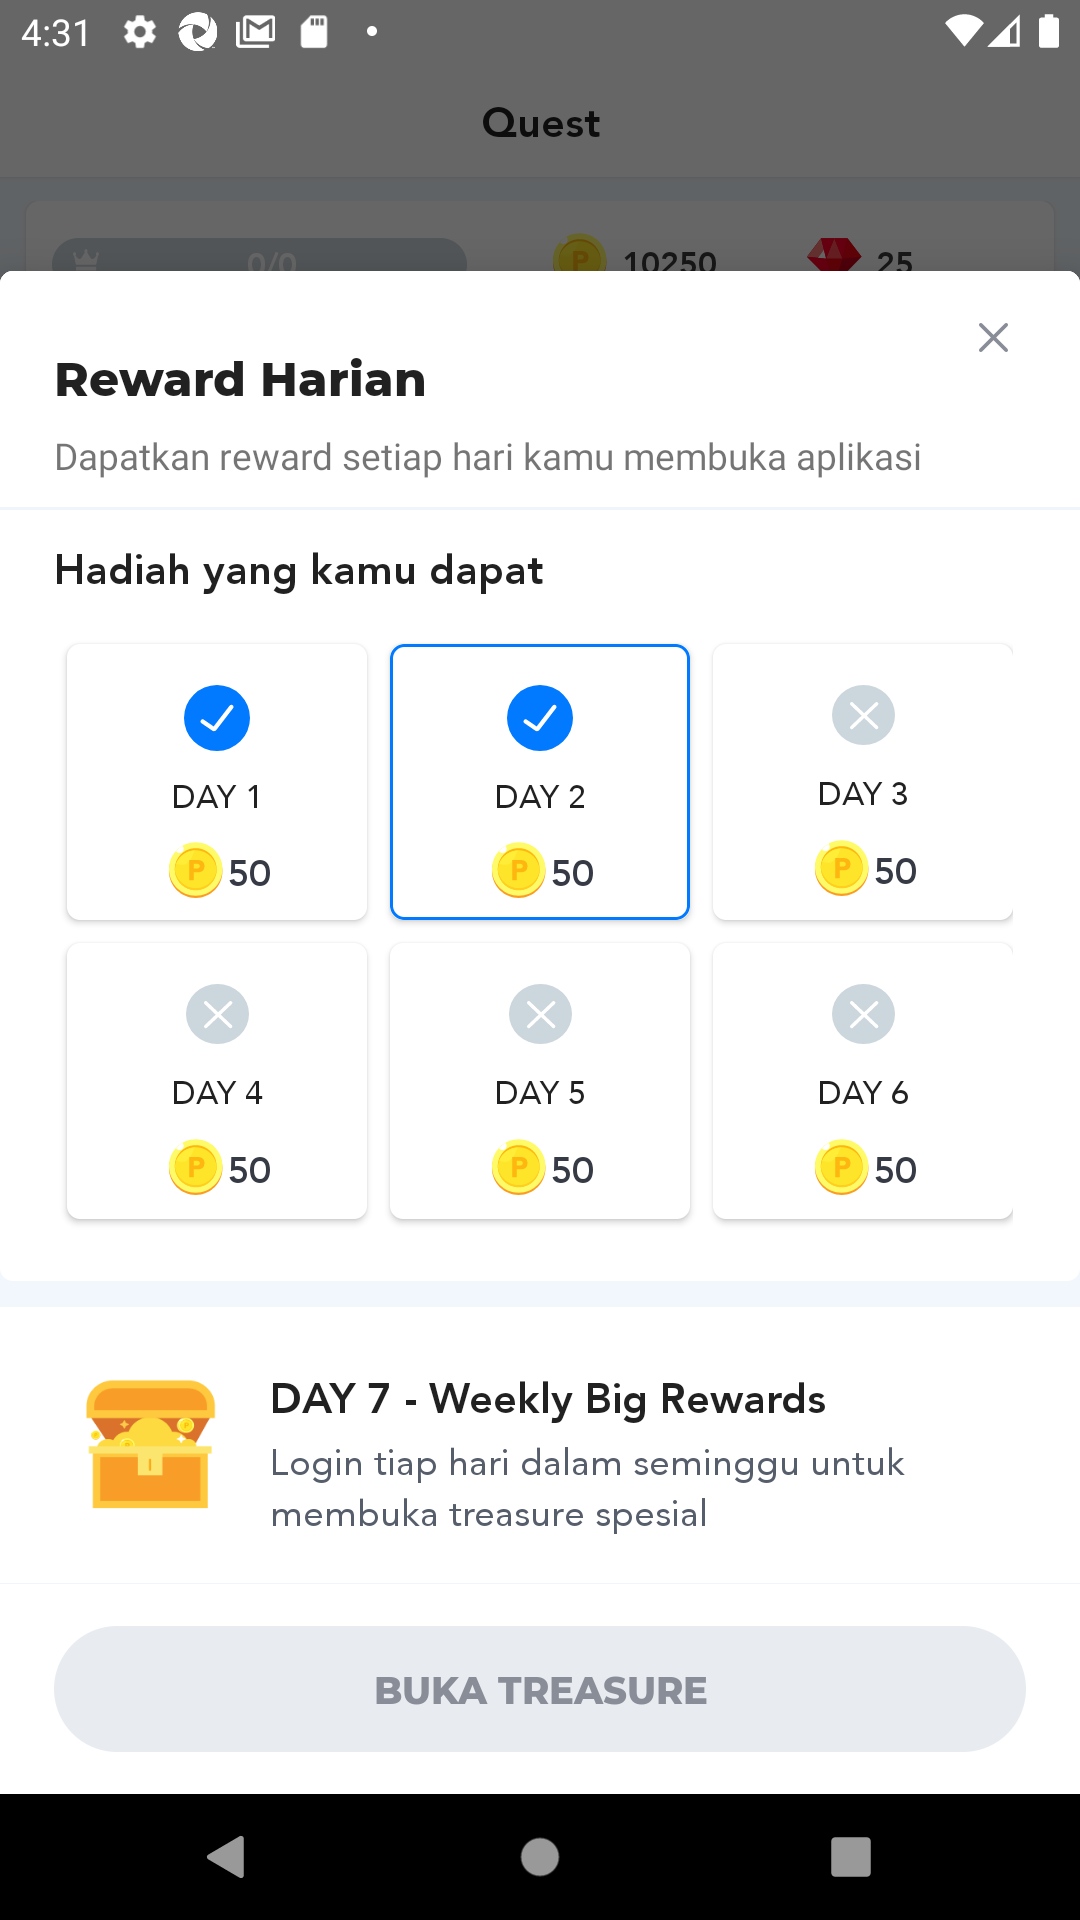 4:31
Quest
0/0
10250
25
Reward Harian
Dapatkan reward setiap hari kamu membuka aplikasi
Hadiah yang kamu dapat
DAY 1
P 50
DAY 2
P 50
DAY 3
P 50
DAY 4
P 50
DAY 5
P 50
DAY 6
P 50
DAY 7 - Weekly Big Rewards
Login tiap hari dalam seminggu untuk
membuka treasure spesial
BUKA TREASURE